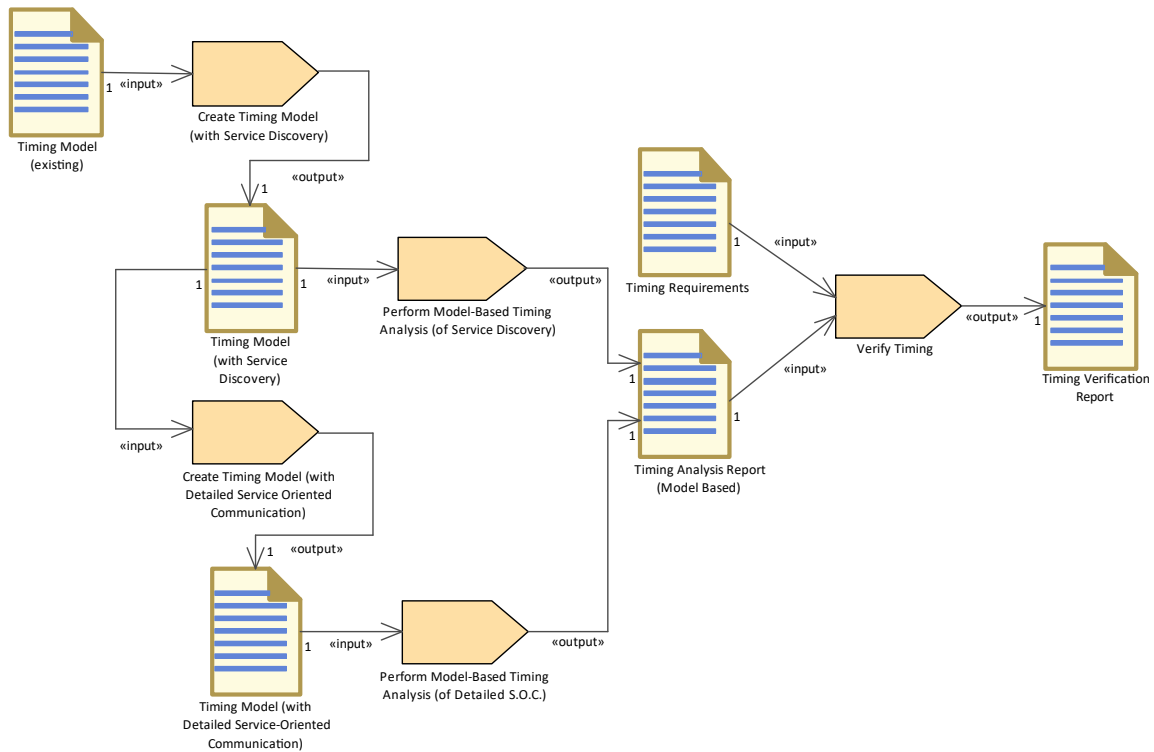 1
«input»
Create Timing Model
(with Service Discovery)
Timing Model
(existing)
«output»
1
1
1
«input»
Perform Model-Based Timing
Analysis (of Service Discovery)
«output»
Timing Model
(with Service
Discovery)
1
«input»
Timing Requirements
1
1
«input»
Verify Timing
«output»
1
Timing Verification
Report
1
Timing Analysis Report
(Model Based)
«input»
Create Timing Model (with
Detailed Service Oriented
Communication)
«output»
1
1
«input»
Perform Model-Based Timing
Analysis (of Detailed S.O.C.)
«output»
Timing Model (with
Detailed Service-Oriented
Communication)